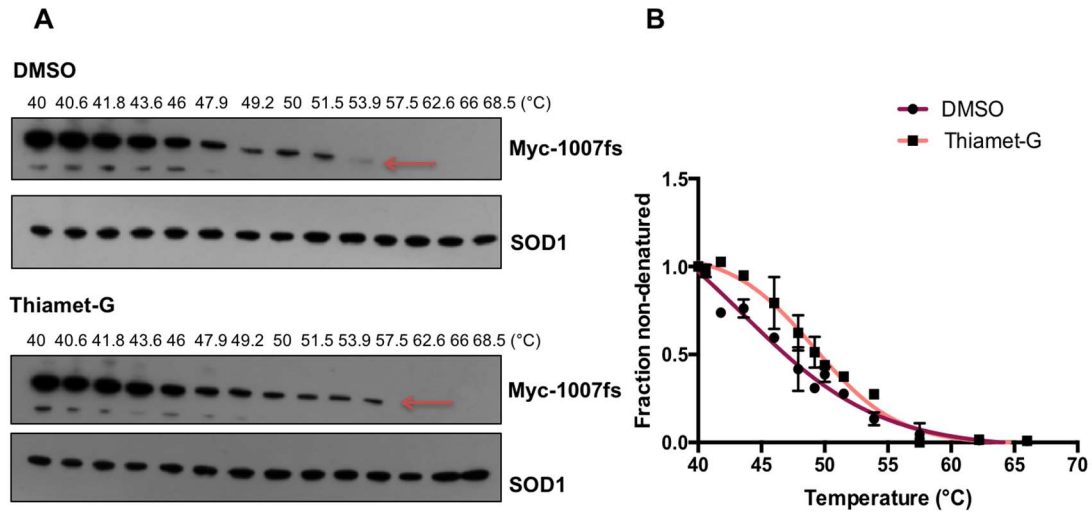 A
DMSO
40 40.6 41.8 43.6 46 47.9 49.2 50 51.5 53.9 57.5 62.6 66 68.5 (°C)
Myc-1007fs
SOD1
Thiamet-G
40 40.6 41.8 43.6 46 47.9 49.2 50 51.5 53.9 57.5 62.6 66 68.5 (°C)
Myc-1007fs
SOD1
B
DMSO
Thiamet-G
1.5
1.0
0.5
0.0
Fraction non-denatured
40 45 50 55 60 65 70
Temperature (°C)